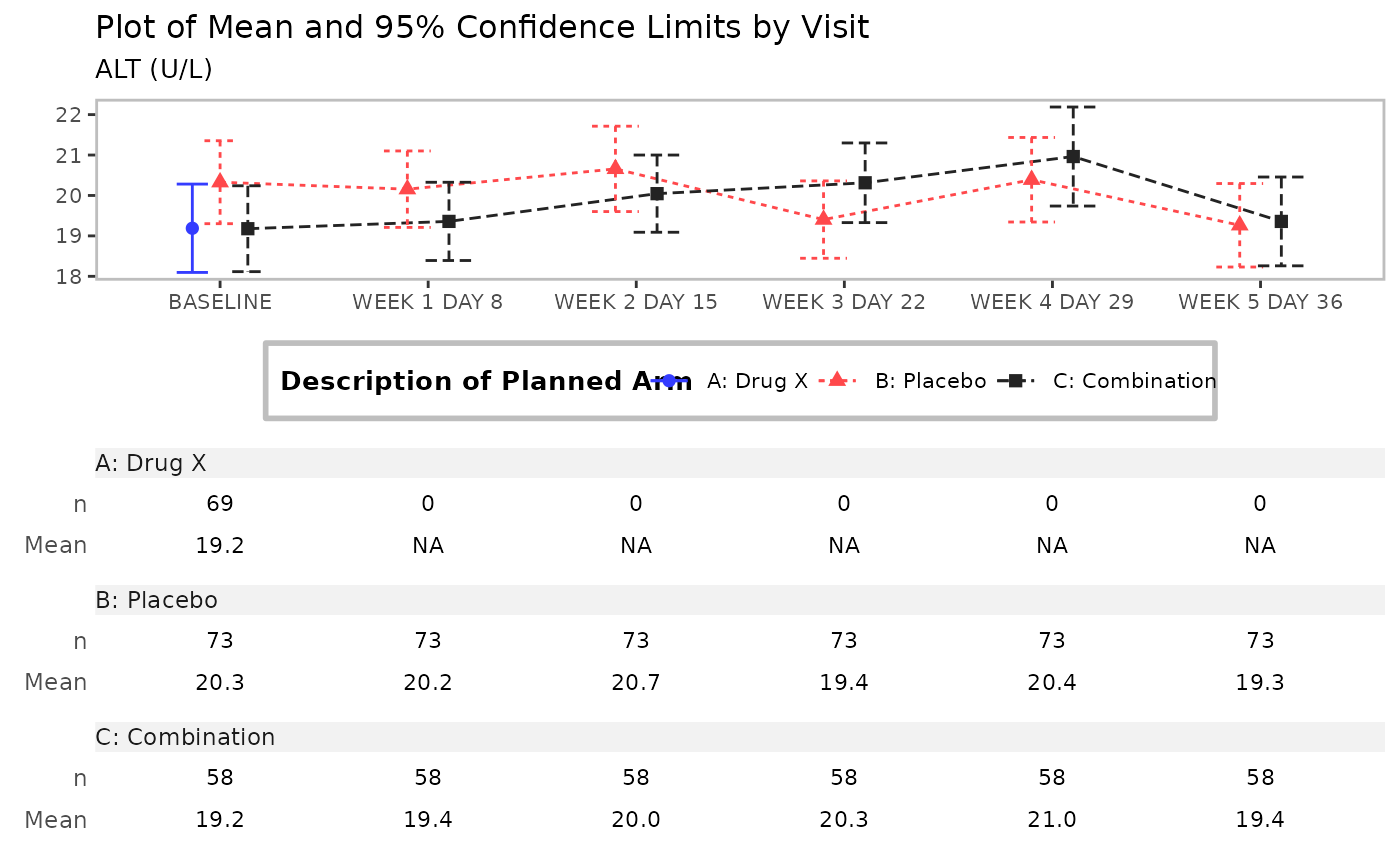 Plot of Mean and 95% Confidence Limits by Visit
ALT (U/L)
22
21
20
19
18
BASELINE WEEK 1 DAY 8 WEEK 2 DAY 15 WEEK 3 DAY 22 WEEK 4 DAY 29 WEEK 5 DAY 36
Description of Planned Arm A: Drug X B: Placebo C: Combination
A: Drug X
n 69 0 0 0 0 0
Mean 19.2 NA NA NA NA NA
B: Placebo
n 73 73 73 73 73 73
Mean 20.3 20.2 20.7 19.4 20.4 19.3
C: Combination
n 58 58 58 58 58 58
Mean 19.2 19.4 20.0 20.3 21.0 19.4